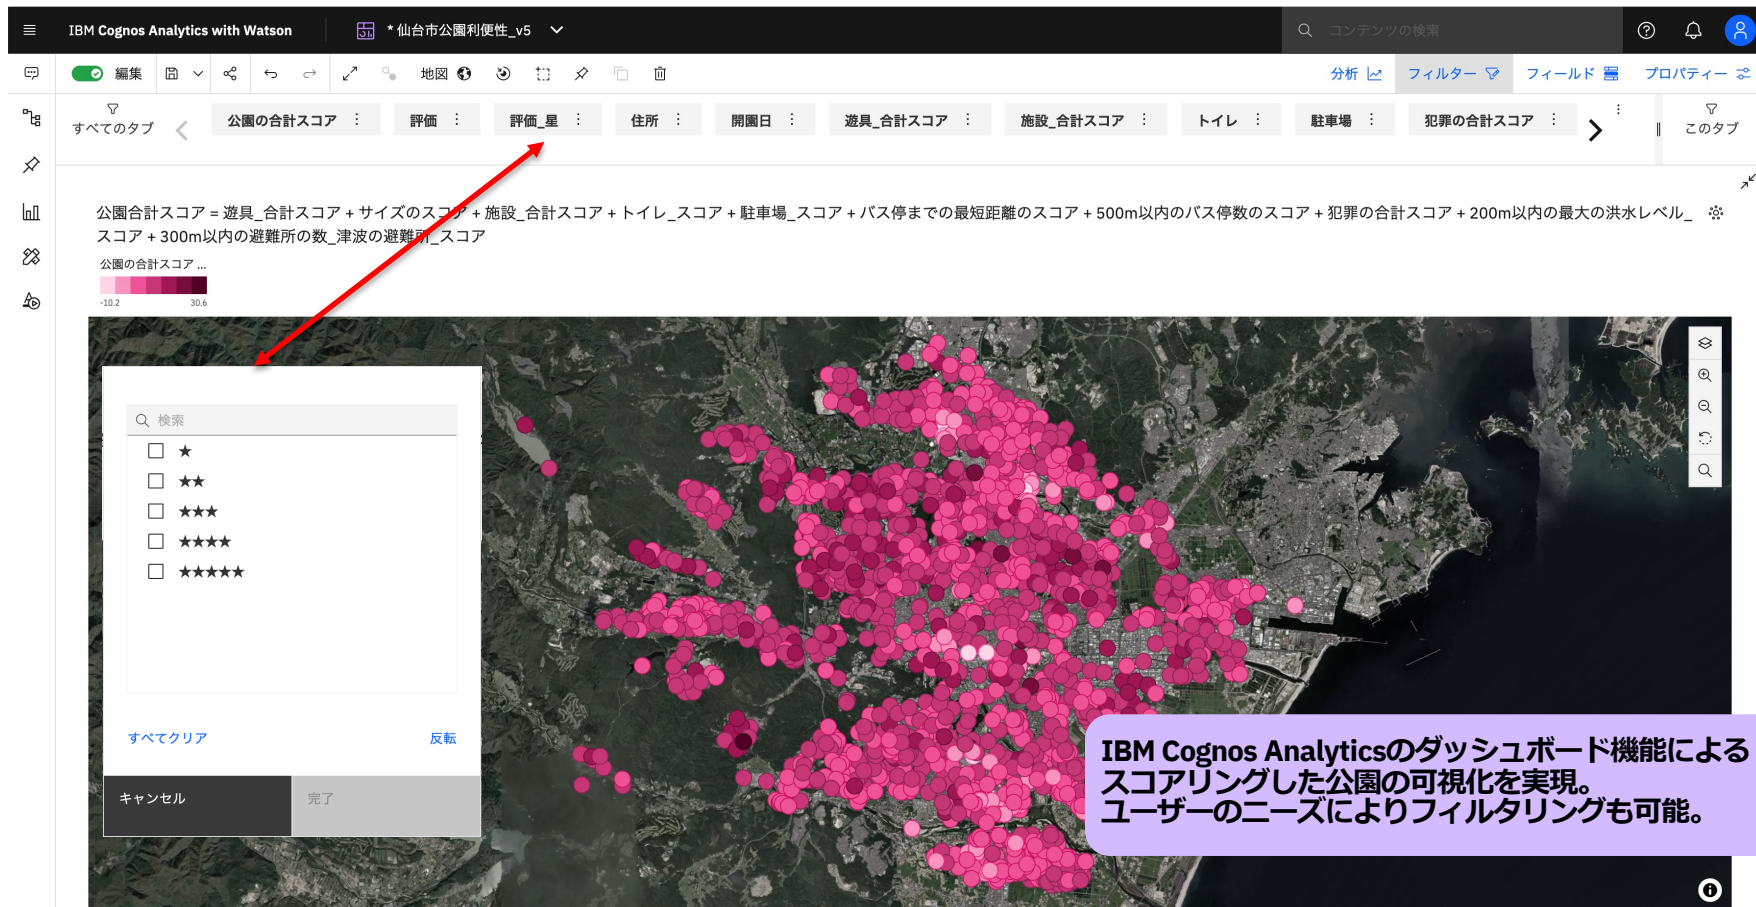 IBM Cognos Analytics with Watson
* 仙台市公園利便性_v5
コンテンツの検索
編集
地図
分析
フィルター
フィールド
プロパティー
すべてのタブ
公園の合計スコア
評価
評価_星
住所
開園日
遊具_合計スコア
施設_合計スコア
トイレ
駐車場
犯罪の合計スコア
このタブ
公園合計スコア = 遊具_合計スコア + サイズのスコア + 施設_合計スコア + トイレ_スコア + 駐車場_スコア + バス停までの最短距離のスコア + 500m以内のバス停数のスコア + 犯罪の合計スコア + 200m以内の最大の洪水レベル_
スコア + 300m以内の避難所の数_津波の避難所_スコア
公園の合計スコア ...
-10.2 30.6
検索
★
★★
★★★
★★★★
★★★★★
すべてクリア
反転
キャンセル
完了
IBM Cognos Analyticsのダッシュボード機能による
スコアリングした公園の可視化を実現。
ユーザーのニーズによりフィルタリングも可能。